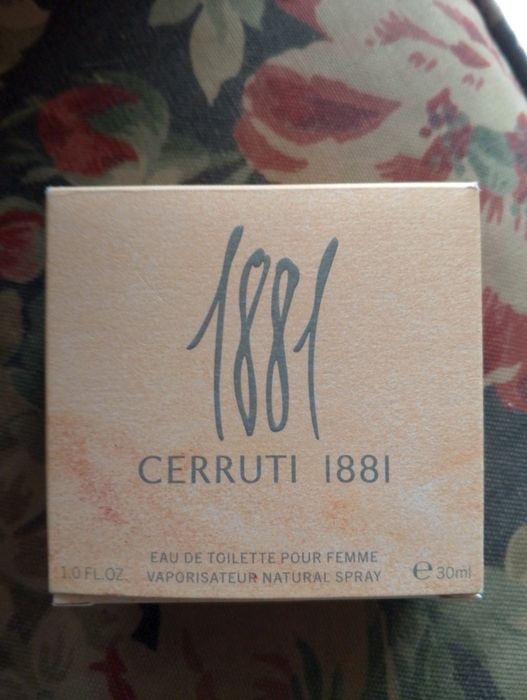 1881
CERRUTI 1881
EAU DE TOILETTE POUR FEMME
1.0 FL.OZ. VAPORISATEUR NATURAL SPRAY ℮ 30ml